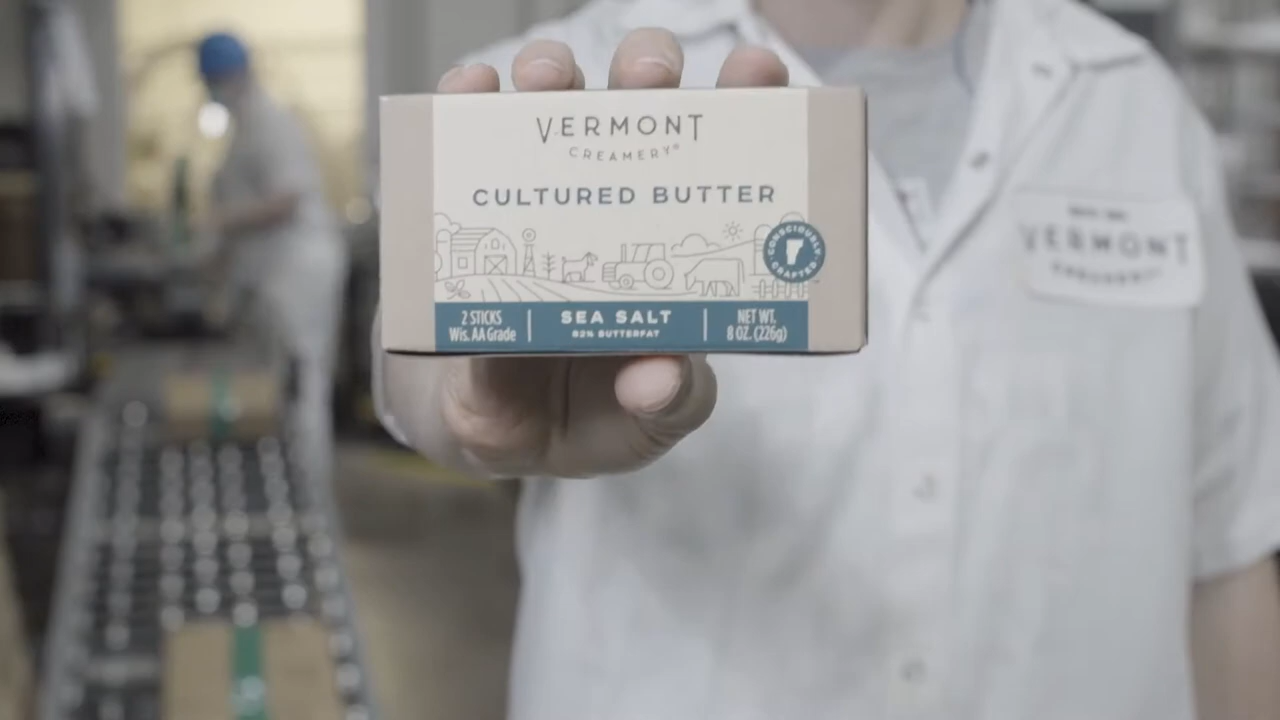 VERMONT
CREAMERY®
CULTURED BUTTER
CONSCIOUSLY
CRAFTED
2 STICKS
Wis. AA Grade
SEA SALT
82% BUTTERFAT
NET WT.
8 OZ. (226g)
VERMONT
CREAMERY